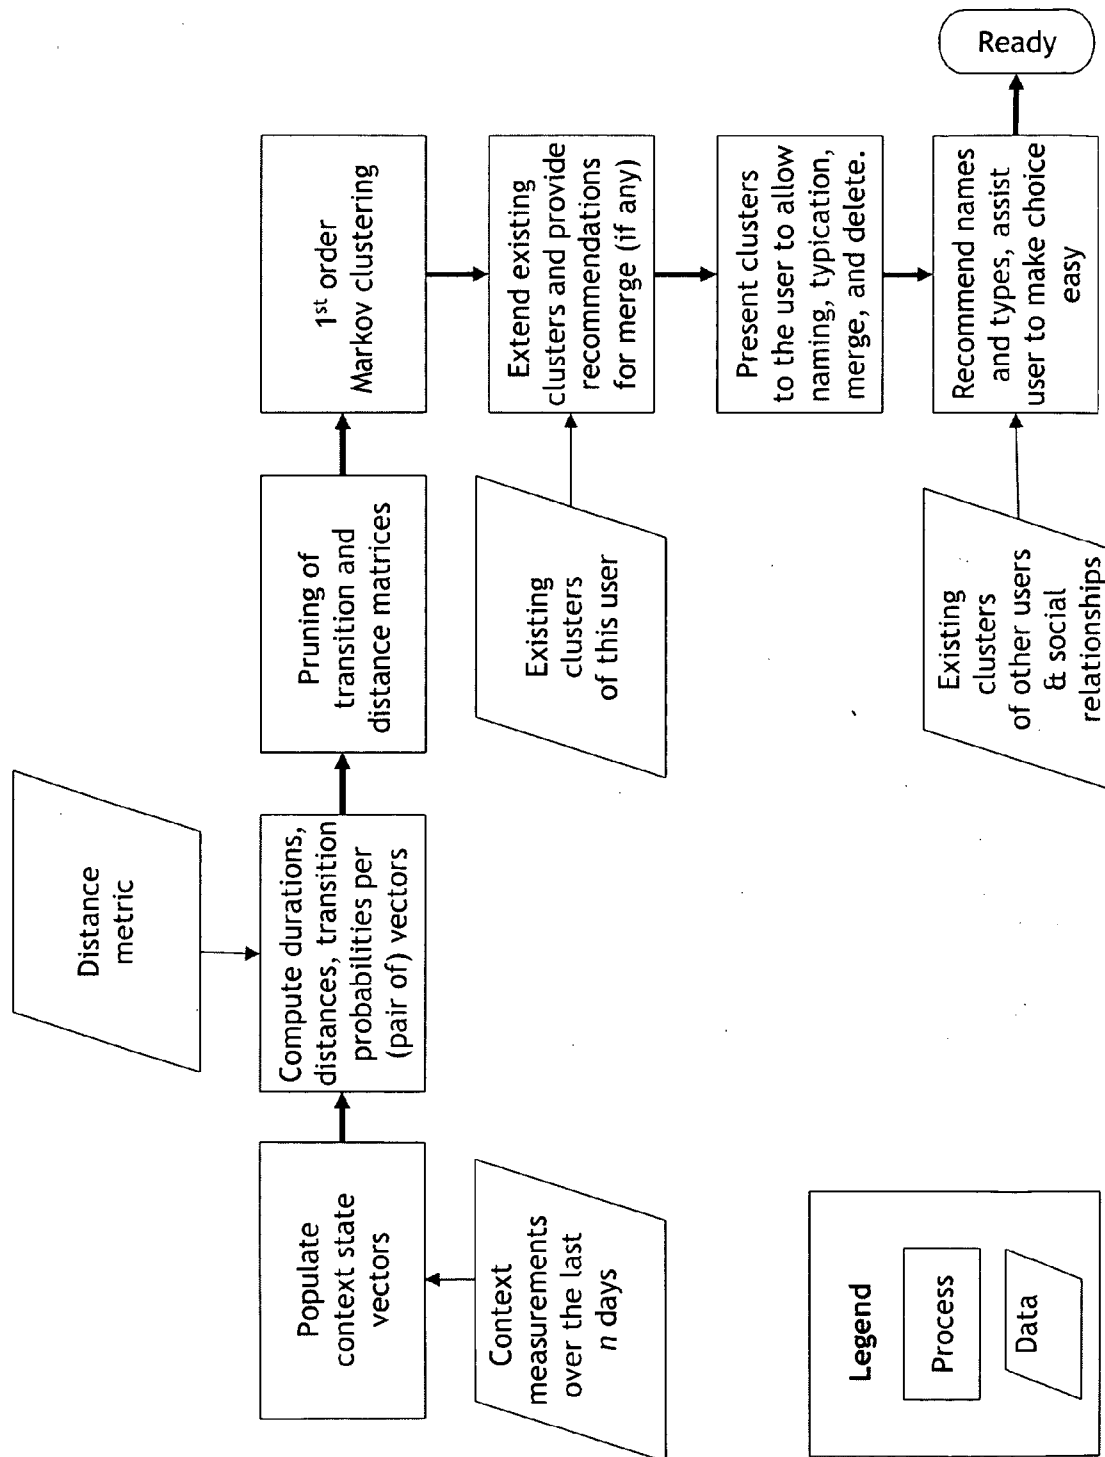 Distance
metric
Populate
context state
vectors
Compute durations,
distances, transition
probabilities per
(pair of) vectors
Pruning of
transition and
distance matrices
1st order
Markov clustering
Context
measurements
over the last
n days
Existing
clusters
of this user
Extend existing
clusters and provide
recommendations
for merge (if any)
Present clusters
to the user to allow
naming, typication,
merge, and delete.
Existing
clusters
of other users
& social
relationships
Recommend names
and types, assist
user to make choice
easy
Ready
Legend
Process
Data